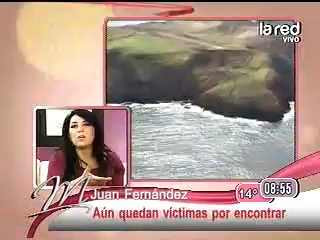 la red
VIVO
Juan Fernández
14° 08:55
Aún quedan víctimas por encontrar